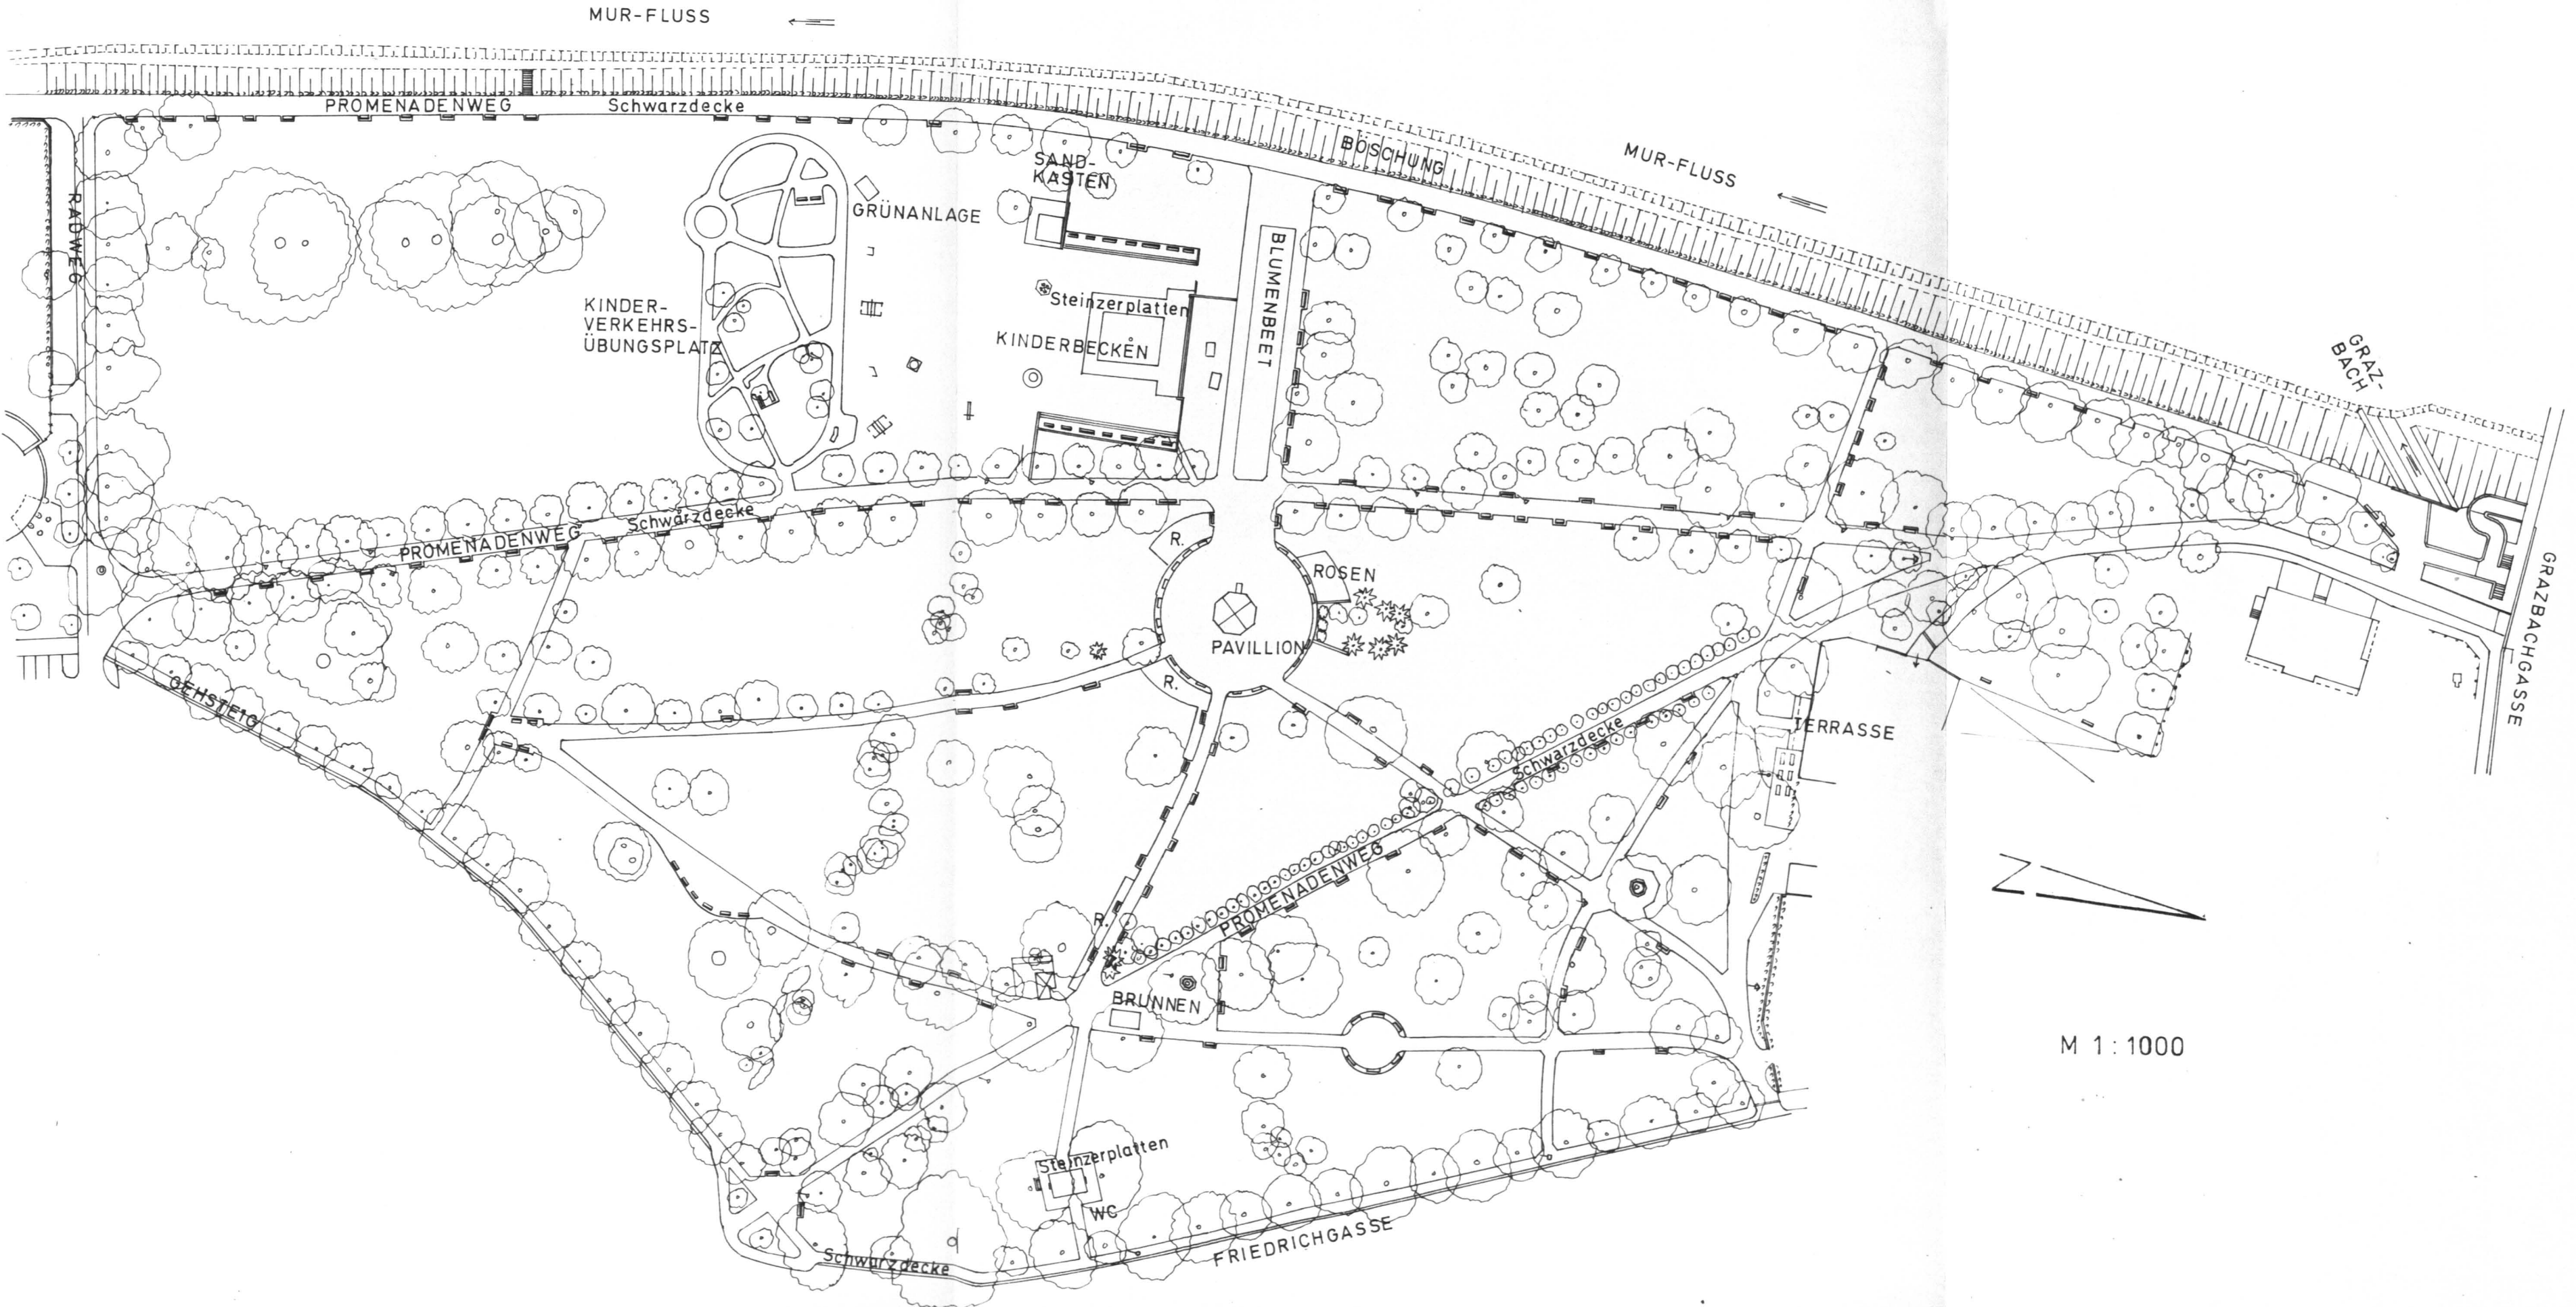 MUR-FLUSS
PROMENADENWEG
Schwarzdecke
BÖSCHUNG
MUR-FLUSS
SAND-
KASTEN
GRÜNANLAGE
RADWEG
BLUMENBEET
Steinzerplatten
KINDER-
VERKEHRS-
ÜBUNGSPLATZ
KINDERBECKEN
GRAZ-
BACH
PROMENADENWEG
Schwarzdecke
R.
ROSEN
PAVILLION
R.
GRAZBACHGASSE
GEHSTEIG
TERRASSE
Schwarzdecke
PROMENADENWEG
R.
BRUNNEN
N
M 1:1000
Steinzerplatten
WC
FRIEDRICHGASSE
Schwarzdecke